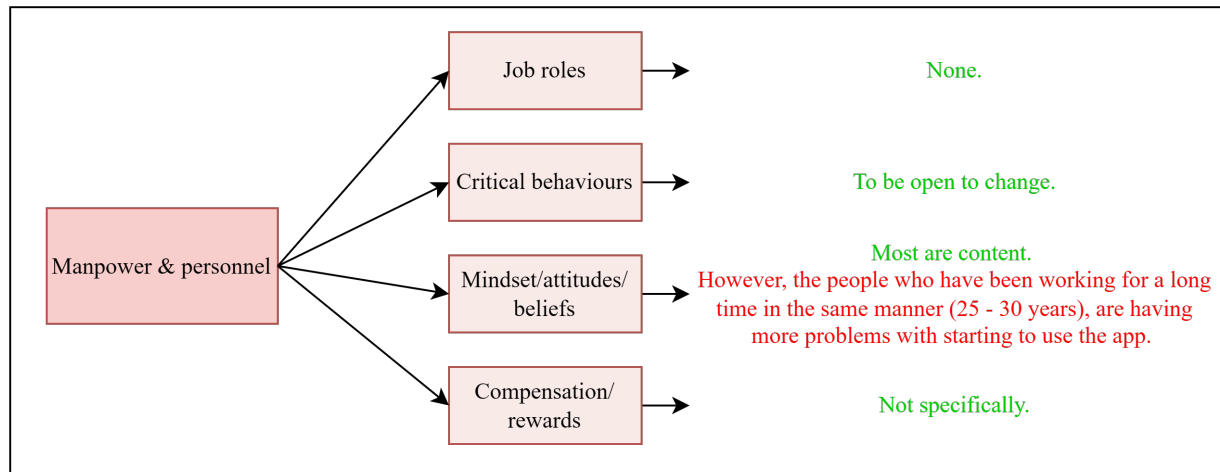 Manpower & personnel
Job roles
None.
Critical behaviours
To be open to change.
Mindset/attitudes/
beliefs
Most are content.
However, the people who have been working for a long
time in the same manner (25 - 30 years), are having
more problems with starting to use the app.
Compensation/
rewards
Not specifically.